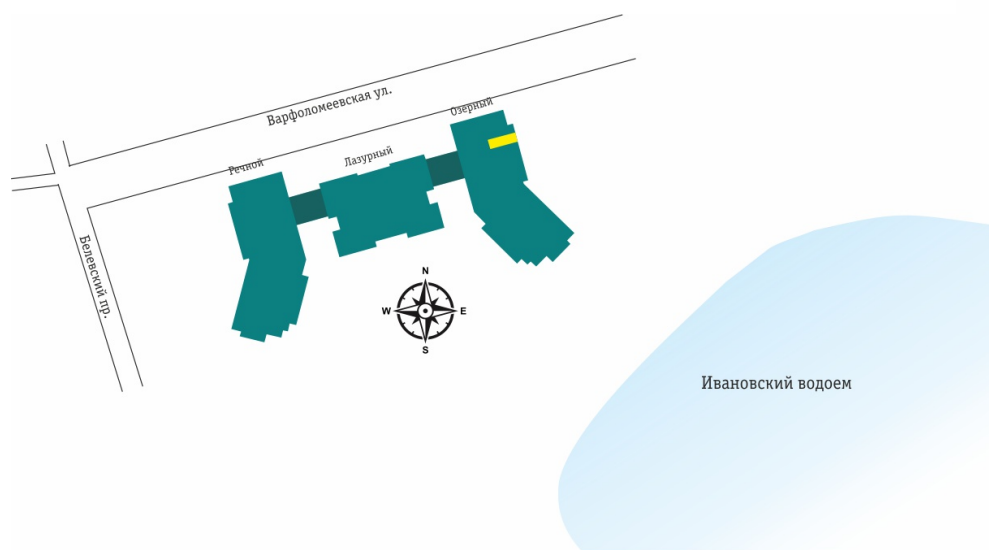 Варфоломеевская ул.
Озерный
Лазурный
Речной
Белевский пр.
N
W E
S
Ивановский водоем